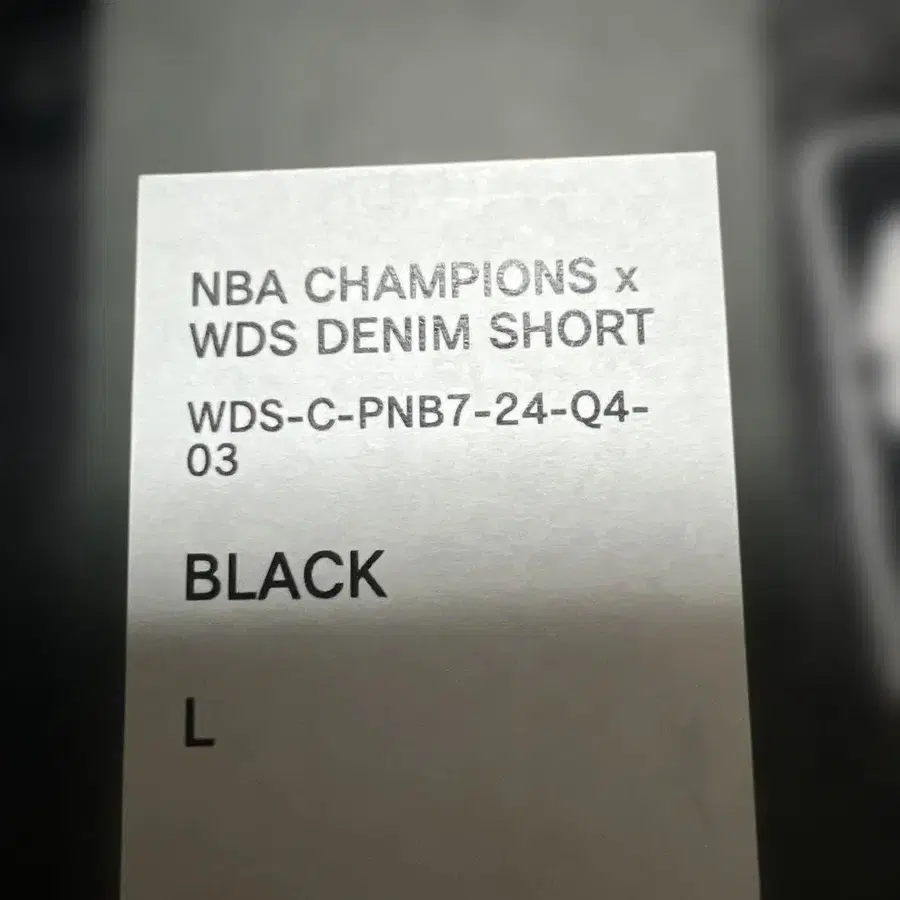 NBA CHAMPIONS x
WDS DENIM SHORT
WDS-C-PNB7-24-Q4-
03
BLACK
L